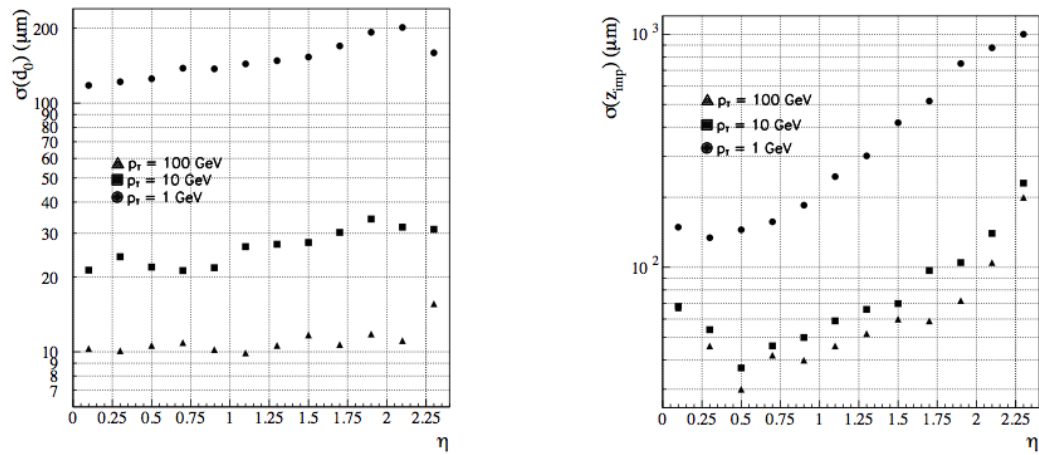 σ(d₀) (μm)
200
100
90
80
70
60
50
40
30
20
10
9
8
7
p_T = 100 GeV
p_T = 10 GeV
p_T = 1 GeV
0 0.25 0.5 0.75 1 1.25 1.5 1.75 2 2.25
η
σ(z_imp) (μm)
10³
10²
p_T = 100 GeV
p_T = 10 GeV
p_T = 1 GeV
0 0.25 0.5 0.75 1 1.25 1.5 1.75 2 2.25
η